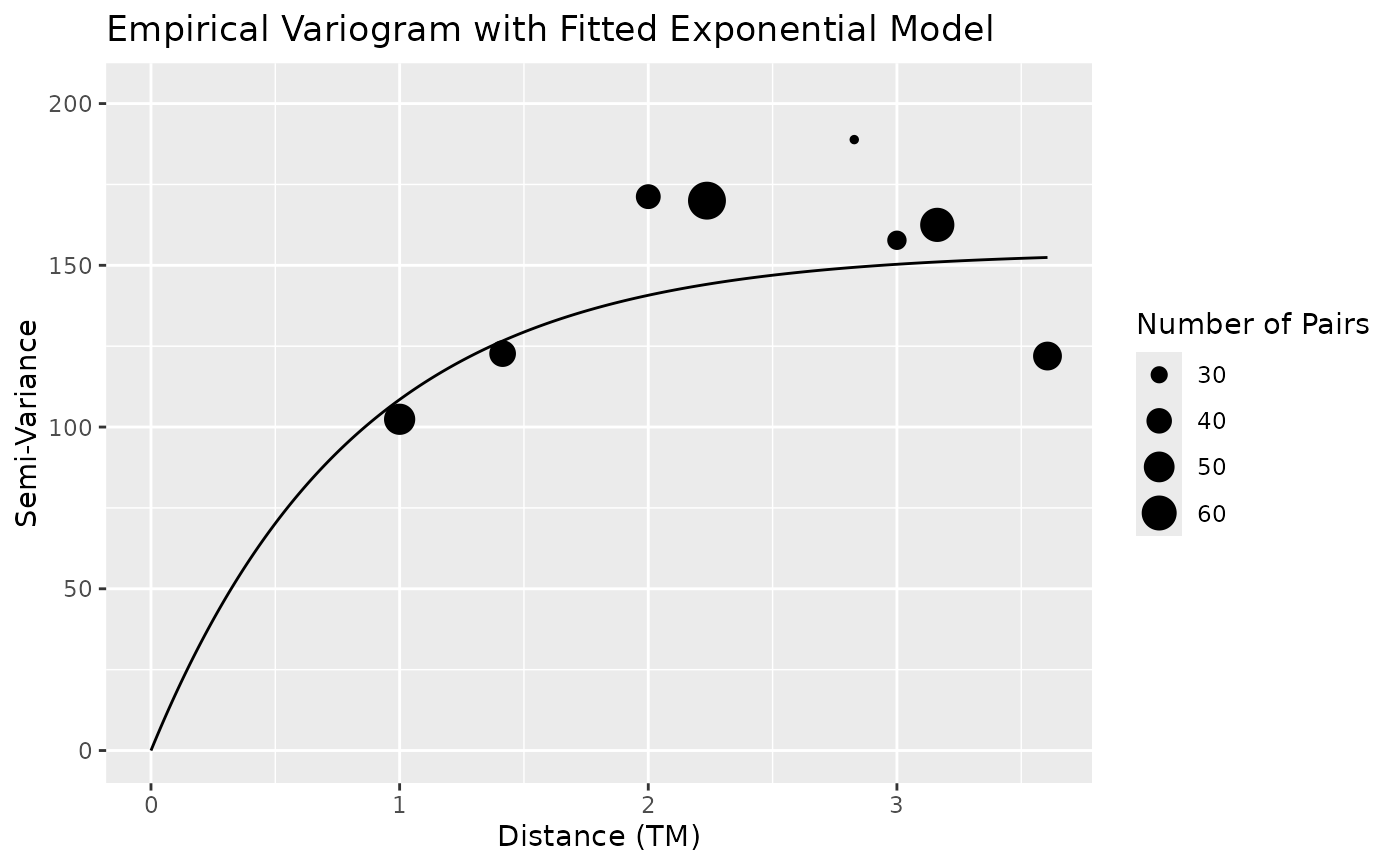 Empirical Variogram with Fitted Exponential Model
200
150
100
50
0
Semi-Variance
0 1 2 3
Distance (TM)
Number of Pairs
30
40
50
60